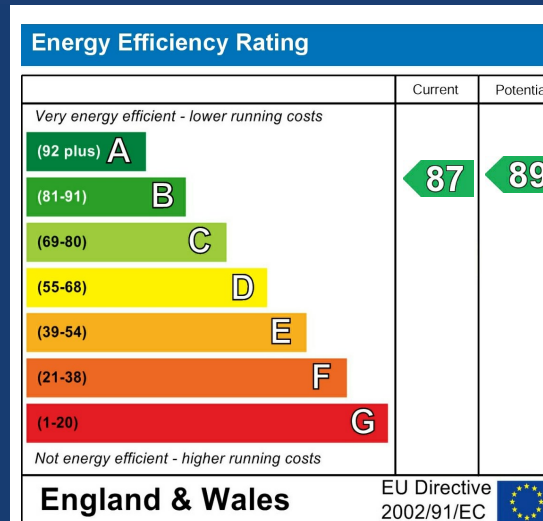 Energy Efficiency Rating
Current Potentia
Very energy efficient - lower running costs
(92 plus) A
(81-91) B
87 89
(69-80) C
(55-68) D
(39-54) E
(21-38) F
(1-20) G
Not energy efficient - higher running costs
England & Wales
EU Directive
2002/91/EC